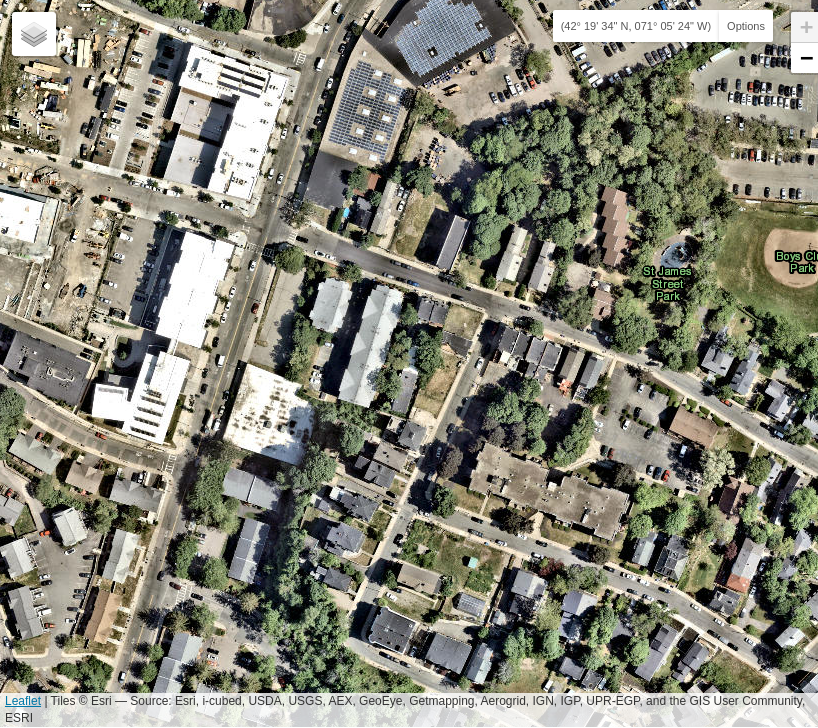 (42° 19' 34" N, 071° 05' 24" W) Options
+
−
St James
Street
Park
Boys Clu
Park
Leaflet | Tiles © Esri — Source: Esri, i-cubed, USDA, USGS, AEX, GeoEye, Getmapping, Aerogrid, IGN, IGP, UPR-EGP, and the GIS User Community,
ESRI